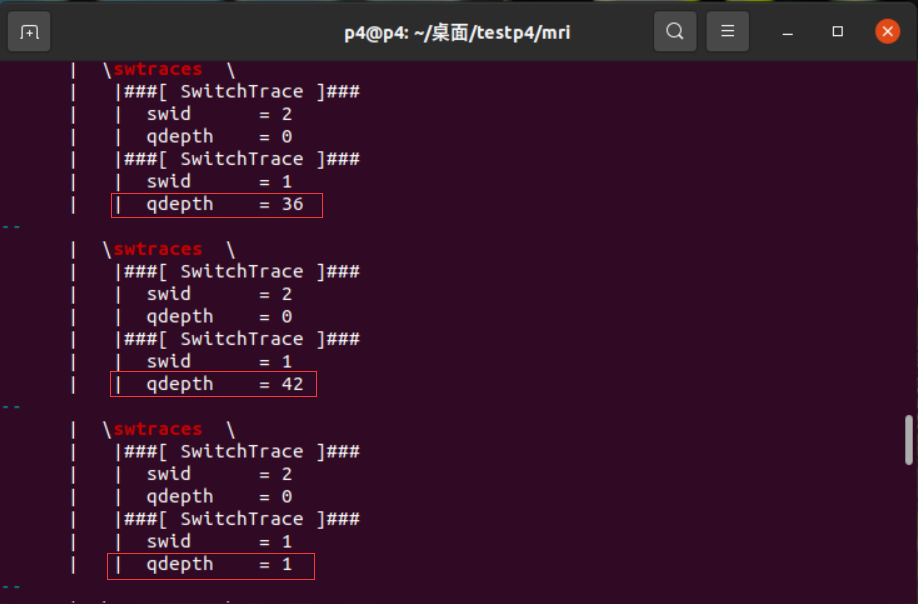 p4@p4: ~/桌面/testp4/mri
| \swtraces \
| |###[ SwitchTrace ]###
| | swid = 2
| | qdepth = 0
| |###[ SwitchTrace ]###
| | swid = 1
| | qdepth = 36
--
| \swtraces \
| |###[ SwitchTrace ]###
| | swid = 2
| | qdepth = 0
| |###[ SwitchTrace ]###
| | swid = 1
| | qdepth = 42
--
| \swtraces \
| |###[ SwitchTrace ]###
| | swid = 2
| | qdepth = 0
| |###[ SwitchTrace ]###
| | swid = 1
| | qdepth = 1
--